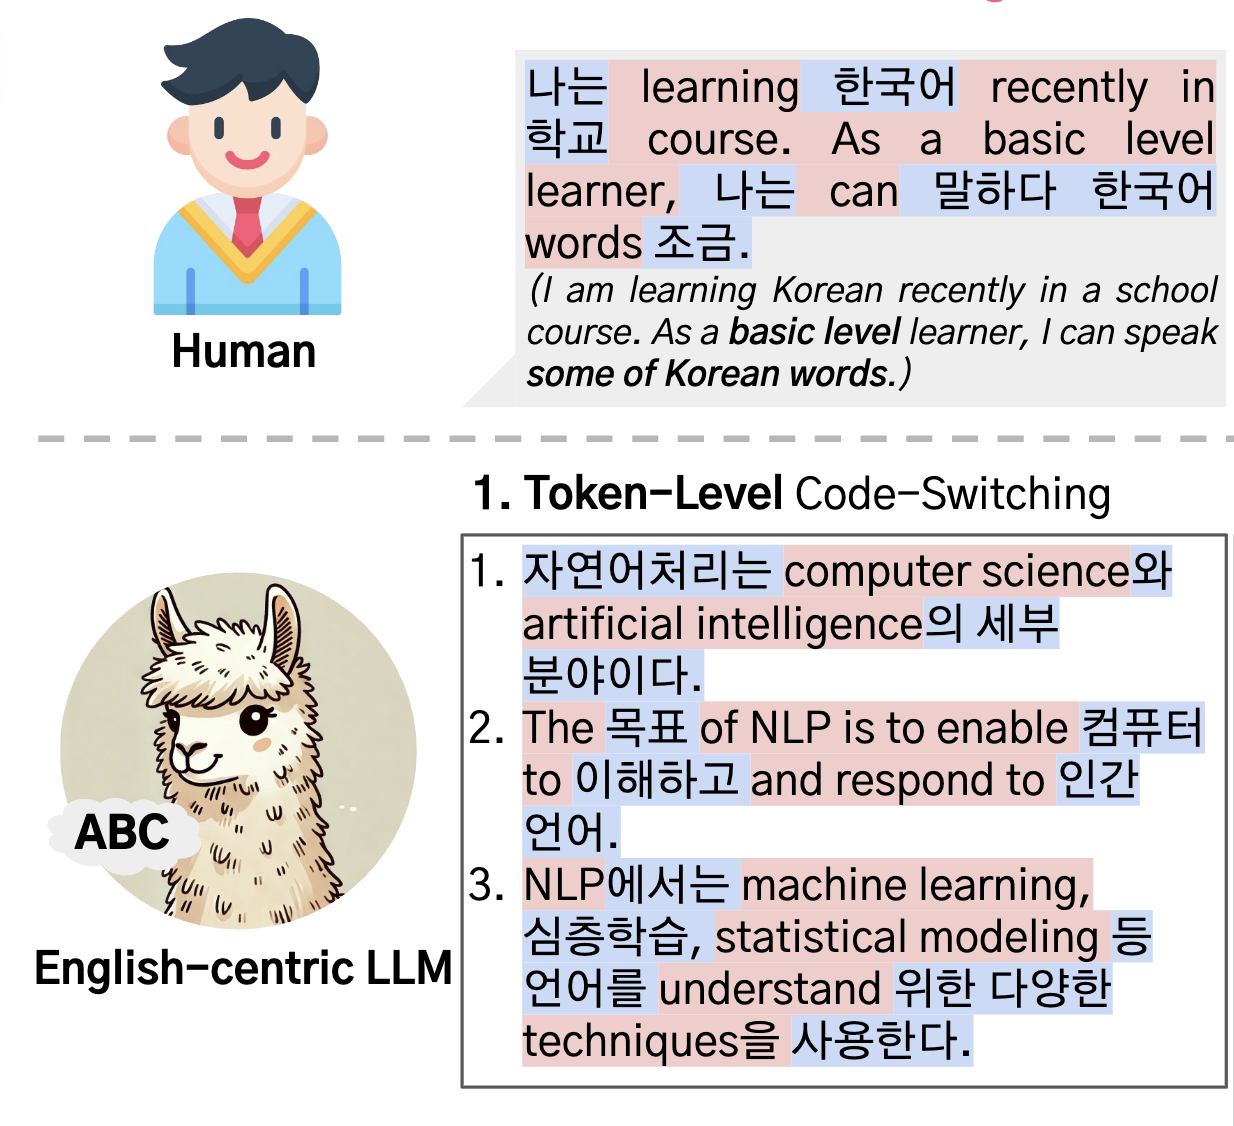 나는 learning 한국어 recently in
학교 course. As a basic level
learner, 나는 can 말하다 한국어
words 조금.
(I am learning Korean recently in a school
course. As a basic level learner, I can speak
some of Korean words.)
Human
1. Token-Level Code-Switching
1. 자연어처리는 computer science와
artificial intelligence의 세부
분야이다.
2. The 목표 of NLP is to enable 컴퓨터
to 이해하고 and respond to 인간
언어.
3. NLP에서는 machine learning,
심층학습, statistical modeling 등
언어를 understand 위한 다양한
techniques을 사용한다.
ABC
English-centric LLM